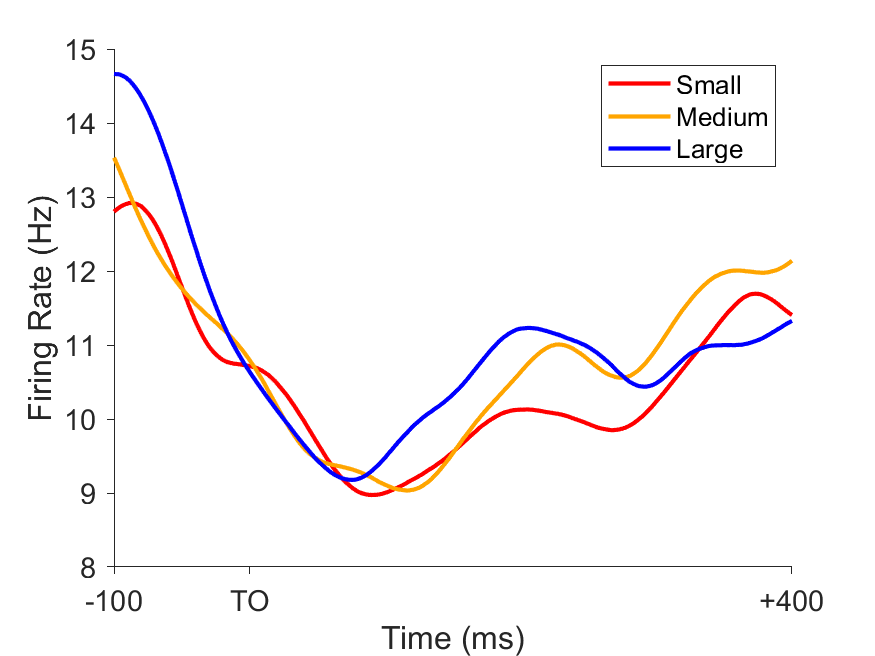 15
14
13
12
11
10
9
8
Firing Rate (Hz)
Small
Medium
Large
-100
TO
+400
Time (ms)